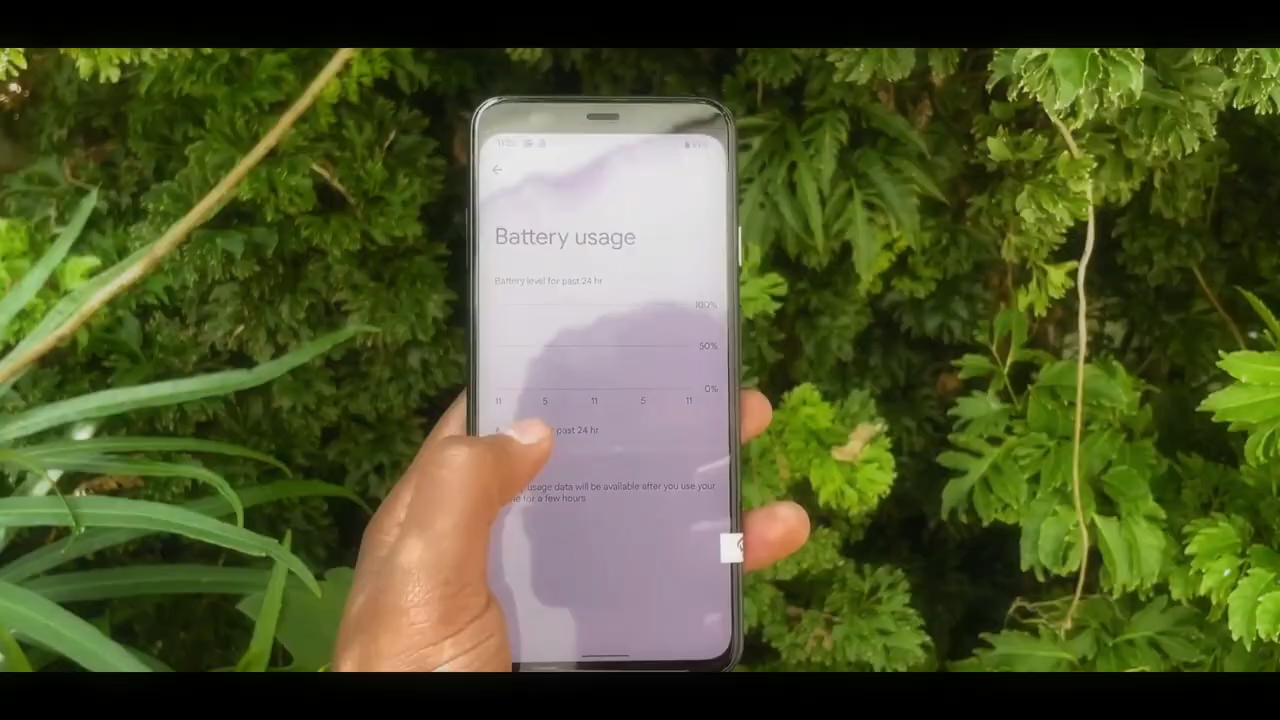 Battery usage
Battery level for past 24 hr
100%
50%
0%
11 5 11 5 11
past 24 hr
usage data will be available after you use your
for a few hours